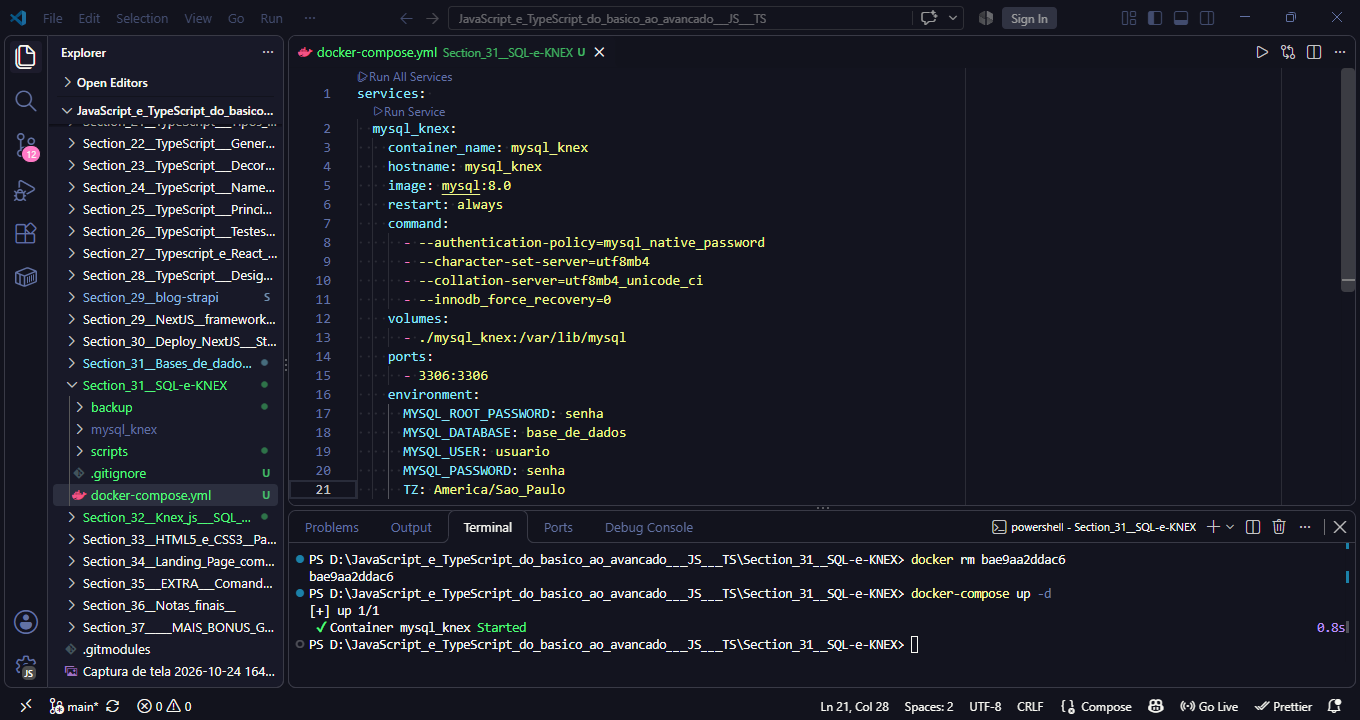 File Edit Selection View Go Run ···
JavaScript_e_TypeScript_do_basico_ao_avancado___JS___TS
Sign In
Explorer
Open Editors
JavaScript_e_TypeScript_do_basico...
Section_22__TypeScript___Gener...
Section_23__TypeScript___Decor...
Section_24__TypeScript___Name...
Section_25__TypeScript___Princi...
Section_26__TypeScript___Testes...
Section_27__Typescript_e_React_...
Section_28__TypeScript___Desig...
Section_29__blog-strapi S
Section_29__NextJS__framework...
Section_30__Deploy_NextJS___St...
Section_31__Bases_de_dado...
Section_31__SQL-e-KNEX
backup
mysql_knex
scripts
.gitignore U
docker-compose.yml U
Section_32__Knex_js___SQL_...
Section_33__HTML5_e_CSS3__Pa...
Section_34__Landing_Page_com...
Section_35___EXTRA___Comand...
Section_36__Notas_finais__
Section_37____MAIS_BONUS_G...
.gitmodules
Captura de tela 2026-10-24 164...
12
JS
docker-compose.yml Section_31__SQL-e-KNEX U
Run All Services
1 services:
Run Service
2 mysql_knex:
3 container_name: mysql_knex
4 hostname: mysql_knex
5 image: mysql:8.0
6 restart: always
7 command:
8 - --authentication-policy=mysql_native_password
9 - --character-set-server=utf8mb4
10 - --collation-server=utf8mb4_unicode_ci
11 - --innodb_force_recovery=0
12 volumes:
13 - ./mysql_knex:/var/lib/mysql
14 ports:
15 - 3306:3306
16 environment:
17 MYSQL_ROOT_PASSWORD: senha
18 MYSQL_DATABASE: base_de_dados
19 MYSQL_USER: usuario
20 MYSQL_PASSWORD: senha
21 TZ: America/Sao_Paulo
Problems Output Terminal Ports Debug Console
powershell - Section_31__SQL-e-KNEX
PS D:\JavaScript_e_TypeScript_do_basico_ao_avancado___JS___TS\Section_31__SQL-e-KNEX> docker rm bae9aa2ddac6
bae9aa2ddac6
PS D:\JavaScript_e_TypeScript_do_basico_ao_avancado___JS___TS\Section_31__SQL-e-KNEX> docker-compose up -d
[+] up 1/1
✔Container mysql_knex Started 0.8s
PS D:\JavaScript_e_TypeScript_do_basico_ao_avancado___JS___TS\Section_31__SQL-e-KNEX>
main* 0 0 Ln 21, Col 28 Spaces: 2 UTF-8 CRLF Compose Go Live Prettier